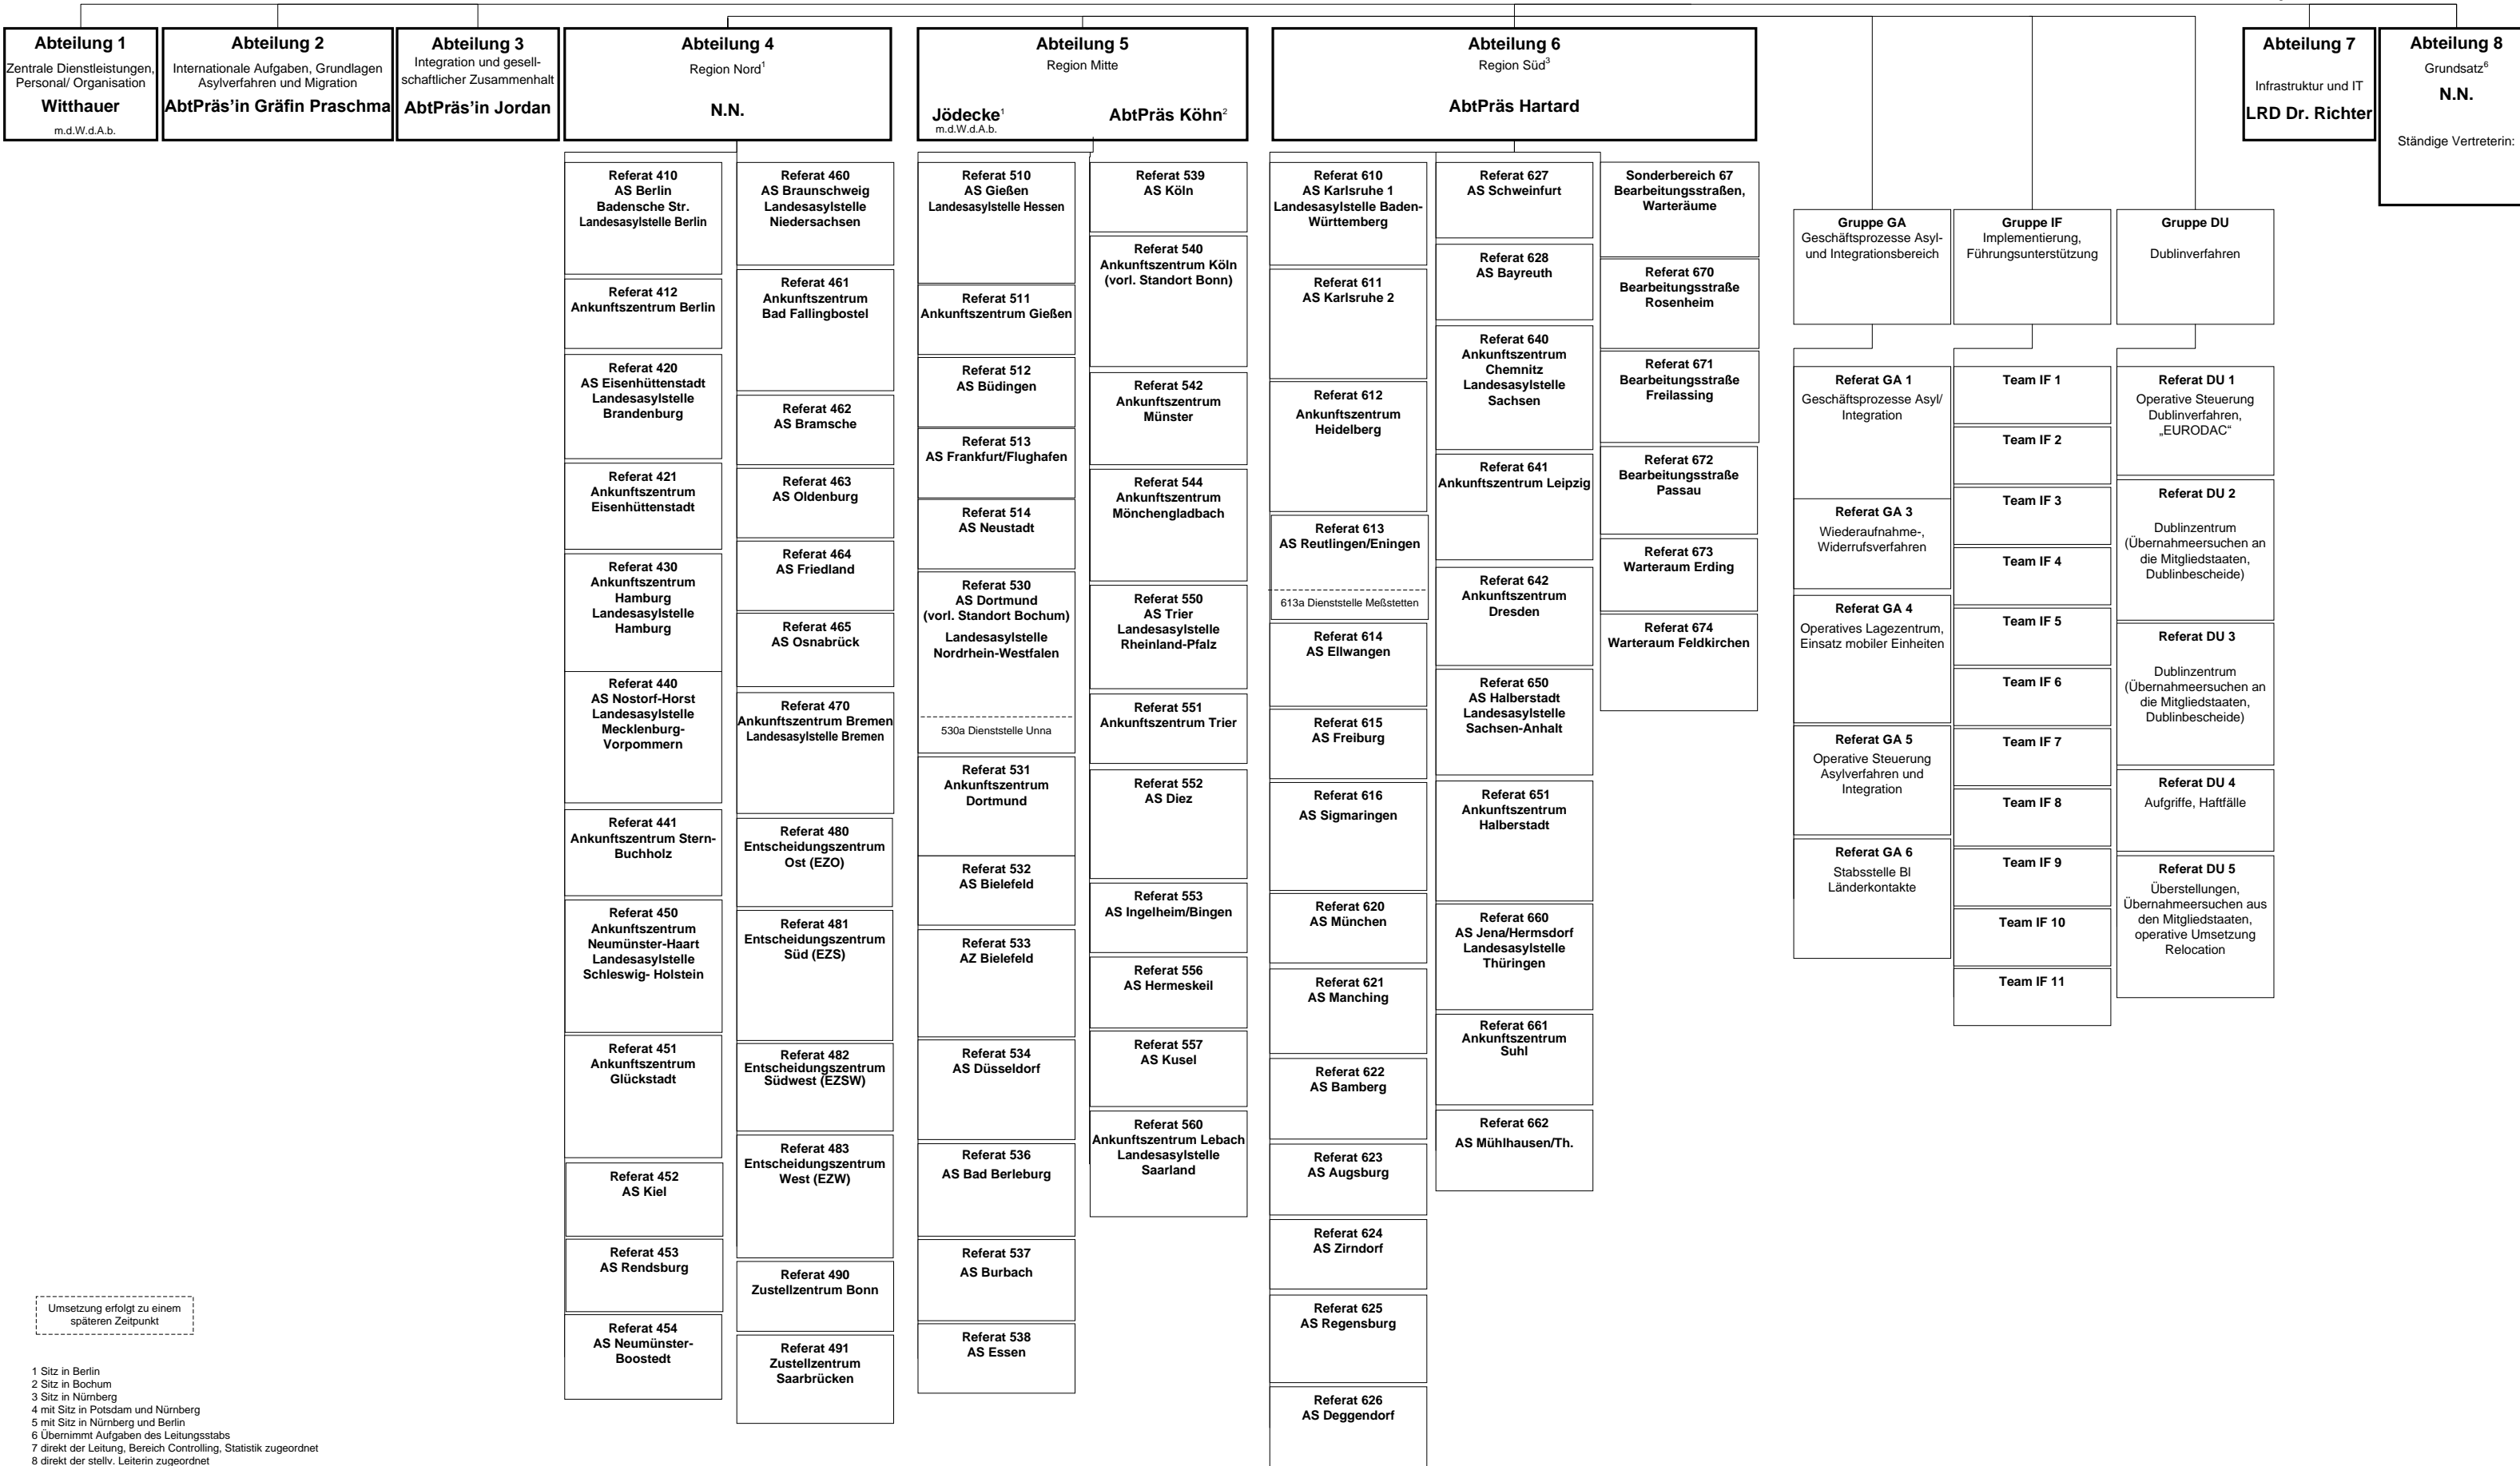 Abteilung 1
Zentrale Dienstleistungen,
Personal/ Organisation
Witthauer
m.d.W.d.A.b.
Abteilung 2
Internationale Aufgaben, Grundlagen
Asylverfahren und Migration
AbtPräs'in Gräfin Praschma
Abteilung 3
Integration und gesell-
schaftlicher Zusammenhalt
AbtPräs'in Jordan
Abteilung 4
Region Nord¹
N.N.
Abteilung 5
Region Mitte
Jödecke¹
m.d.W.d.A.b.
AbtPräs Köhn²
Abteilung 6
Region Süd³
AbtPräs Hartard
Abteilung 7
Infrastruktur und IT
LRD Dr. Richter
Abteilung 8
Grundsatz⁶
N.N.
Ständige Vertreterin:
Referat 410
AS Berlin
Badensche Str.
Landesasylstelle Berlin
Referat 412
Ankunftszentrum Berlin
Referat 420
AS Eisenhüttenstadt
Landesasylstelle
Brandenburg
Referat 421
Ankunftszentrum
Eisenhüttenstadt
Referat 430
Ankunftszentrum
Hamburg
Landesasylstelle
Hamburg
Referat 440
AS Nostorf-Horst
Landesasylstelle
Mecklenburg-
Vorpommern
Referat 441
Ankunftszentrum Stern-
Buchholz
Referat 450
Ankunftszentrum
Neumünster-Haart
Landesasylstelle
Schleswig- Holstein
Referat 451
Ankunftszentrum
Glückstadt
Referat 452
AS Kiel
Referat 453
AS Rendsburg
Referat 454
AS Neumünster-
Boostedt
Referat 460
AS Braunschweig
Landesasylstelle
Niedersachsen
Referat 461
Ankunftszentrum
Bad Fallingbostel
Referat 462
AS Bramsche
Referat 463
AS Oldenburg
Referat 464
AS Friedland
Referat 465
AS Osnabrück
Referat 470
Ankunftszentrum Bremen
Landesasylstelle Bremen
Referat 480
Entscheidungszentrum
Ost (EZO)
Referat 481
Entscheidungszentrum
Süd (EZS)
Referat 482
Entscheidungszentrum
Südwest (EZSW)
Referat 483
Entscheidungszentrum
West (EZW)
Referat 490
Zustellzentrum Bonn
Referat 491
Zustellzentrum
Saarbrücken
Referat 510
AS Gießen
Landesasylstelle Hessen
Referat 511
Ankunftszentrum Gießen
Referat 512
AS Büdingen
Referat 513
AS Frankfurt/Flughafen
Referat 514
AS Neustadt
Referat 530
AS Dortmund
(vorl. Standort Bochum)
Landesasylstelle
Nordrhein-Westfalen
530a Dienststelle Unna
Referat 531
Ankunftszentrum
Dortmund
Referat 532
AS Bielefeld
Referat 533
AZ Bielefeld
Referat 534
AS Düsseldorf
Referat 536
AS Bad Berleburg
Referat 537
AS Burbach
Referat 538
AS Essen
Referat 539
AS Köln
Referat 540
Ankunftszentrum Köln
(vorl. Standort Bonn)
Referat 542
Ankunftszentrum
Münster
Referat 544
Ankunftszentrum
Mönchengladbach
Referat 550
AS Trier
Landesasylstelle
Rheinland-Pfalz
Referat 551
Ankunftszentrum Trier
Referat 552
AS Diez
Referat 553
AS Ingelheim/Bingen
Referat 556
AS Hermeskeil
Referat 557
AS Kusel
Referat 560
Ankunftszentrum Lebach
Landesasylstelle
Saarland
Referat 610
AS Karlsruhe 1
Landesasylstelle Baden-
Württemberg
Referat 611
AS Karlsruhe 2
Referat 612
Ankunftszentrum
Heidelberg
Referat 613
AS Reutlingen/Eningen
613a Dienststelle Meßstetten
Referat 614
AS Ellwangen
Referat 615
AS Freiburg
Referat 616
AS Sigmaringen
Referat 620
AS München
Referat 621
AS Manching
Referat 622
AS Bamberg
Referat 623
AS Augsburg
Referat 624
AS Zirndorf
Referat 625
AS Regensburg
Referat 626
AS Deggendorf
Referat 627
AS Schweinfurt
Referat 628
AS Bayreuth
Referat 640
Ankunftszentrum
Chemnitz
Landesasylstelle
Sachsen
Referat 641
Ankunftszentrum Leipzig
Referat 642
Ankunftszentrum
Dresden
Referat 650
AS Halberstadt
Landesasylstelle
Sachsen-Anhalt
Referat 651
Ankunftszentrum
Halberstadt
Referat 660
AS Jena/Hermsdorf
Landesasylstelle
Thüringen
Referat 661
Ankunftszentrum
Suhl
Referat 662
AS Mühlhausen/Th.
Sonderbereich 67
Bearbeitungsstraßen,
Warteräume
Referat 670
Bearbeitungsstraße
Rosenheim
Referat 671
Bearbeitungsstraße
Freilassing
Referat 672
Bearbeitungsstraße
Passau
Referat 673
Warteraum Erding
Referat 674
Warteraum Feldkirchen
Gruppe GA
Geschäftsprozesse Asyl-
und Integrationsbereich
Referat GA 1
Geschäftsprozesse Asyl/
Integration
Referat GA 3
Wiederaufnahme-,
Widerrufsverfahren
Referat GA 4
Operatives Lagezentrum,
Einsatz mobiler Einheiten
Referat GA 5
Operative Steuerung
Asylverfahren und
Integration
Referat GA 6
Stabsstelle BI
Länderkontakte
Gruppe IF
Implementierung,
Führungsunterstützung
Team IF 1
Team IF 2
Team IF 3
Team IF 4
Team IF 5
Team IF 6
Team IF 7
Team IF 8
Team IF 9
Team IF 10
Team IF 11
Gruppe DU
Dublinverfahren
Referat DU 1
Operative Steuerung
Dublinverfahren,
„EURODAC“
Referat DU 2
Dublinzentrum
(Übernahmeersuchen an
die Mitgliedstaaten,
Dublinbescheide)
Referat DU 3
Dublinzentrum
(Übernahmeersuchen an
die Mitgliedstaaten,
Dublinbescheide)
Referat DU 4
Aufgriffe, Haftfälle
Referat DU 5
Überstellungen,
Übernahmeersuchen aus
den Mitgliedstaaten,
operative Umsetzung
Relocation
Umsetzung erfolgt zu einem
späteren Zeitpunkt
1 Sitz in Berlin
2 Sitz in Bochum
3 Sitz in Nürnberg
4 mit Sitz in Potsdam und Nürnberg
5 mit Sitz in Nürnberg und Berlin
6 Übernimmt Aufgaben des Leitungsstabs
7 direkt der Leitung, Bereich Controlling, Statistik zugeordnet
8 direkt der stellv. Leiterin zugeordnet